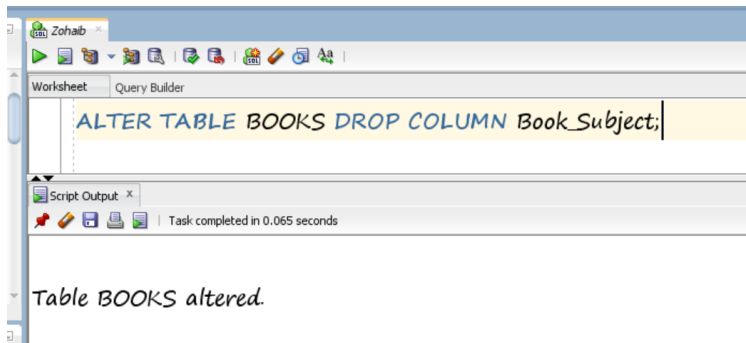 Zohaib
Worksheet Query Builder
ALTER TABLE BOOKS DROP COLUMN Book_Subject;
Script Output x
Task completed in 0.065 seconds
Table BOOKS altered.